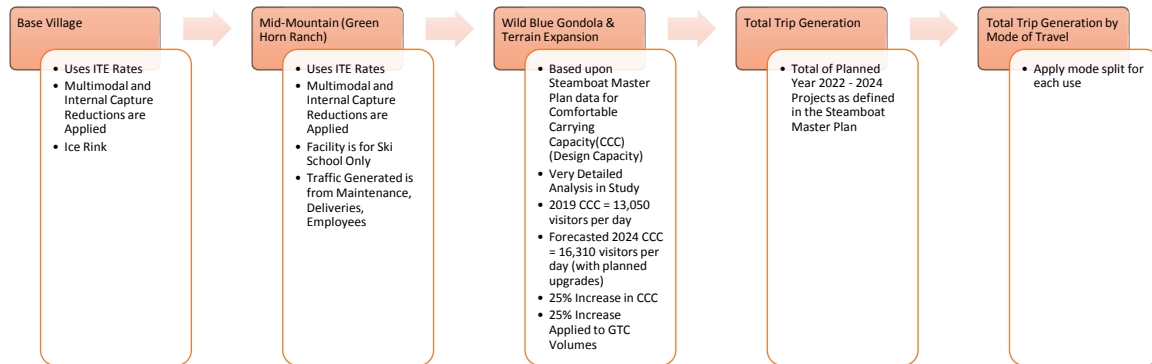 Base Village
• Uses ITE Rates
• Multimodal and
Internal Capture
Reductions are
Applied
• Ice Rink
Mid-Mountain (Green
Horn Ranch)
• Uses ITE Rates
• Multimodal and
Internal Capture
Reductions are
Applied
• Facility is for Ski
School Only
• Traffic Generated is
from Maintenance,
Deliveries,
Employees
Wild Blue Gondola &
Terrain Expansion
• Based upon
Steamboat Master
Plan data for
Comfortable
Carrying
Capacity(CCC)
(Design Capacity)
• Very Detailed
Analysis in Study
• 2019 CCC = 13,050
visitors per day
• Forecasted 2024 CCC
= 16,310 visitors per
day (with planned
upgrades)
• 25% Increase in CCC
• 25% Increase
Applied to GTC
Volumes
Total Trip Generation
• Total of Planned
Year 2022 - 2024
Projects as defined
in the Steamboat
Master Plan
Total Trip Generation by
Mode of Travel
• Apply mode split for
each use